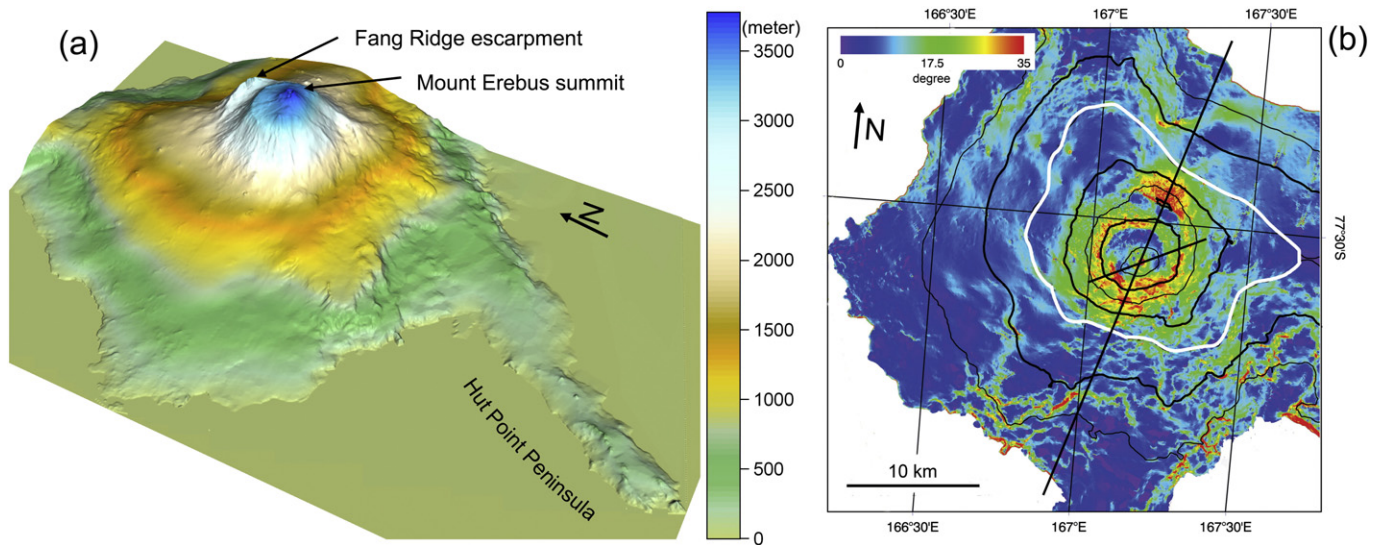 (a)
Fang Ridge escarpment
Mount Erebus summit
N
Hut Point Peninsula
(meter)
3500
3000
2500
2000
1500
1000
500
0
(b)
166°30'E
167°E
167°30'E
0
17.5
35
degree
N
77°30'S
10 km
166°30'E
167°E
167°30'E